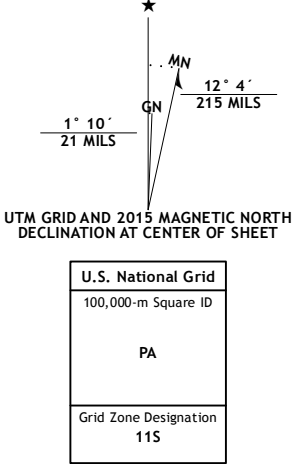 ★
MN
12° 4´
215 MILS
GN
1° 10´
21 MILS
UTM GRID AND 2015 MAGNETIC NORTH
DECLINATION AT CENTER OF SHEET
U.S. National Grid
100,000-m Square ID
PA
Grid Zone Designation
11S